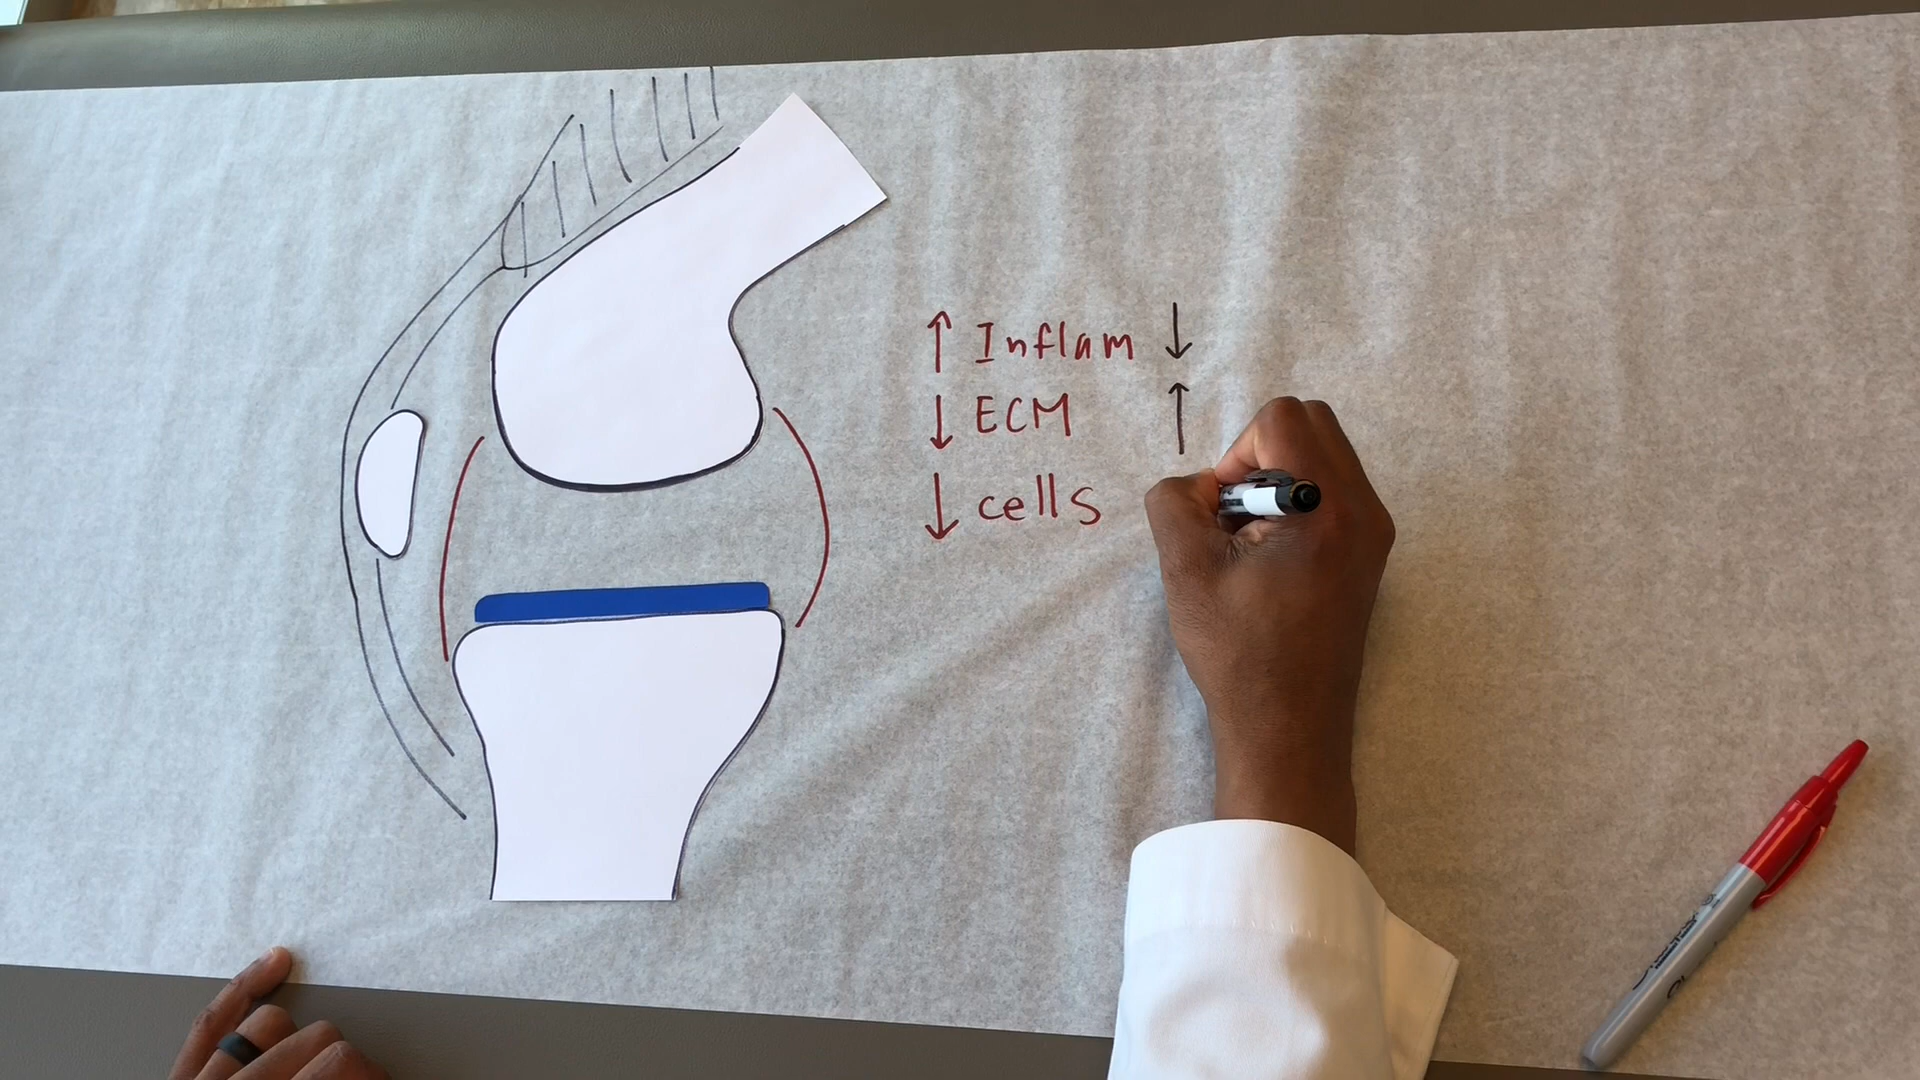 ↑ Inflam ↓
↓ ECM ↑
↓ cells